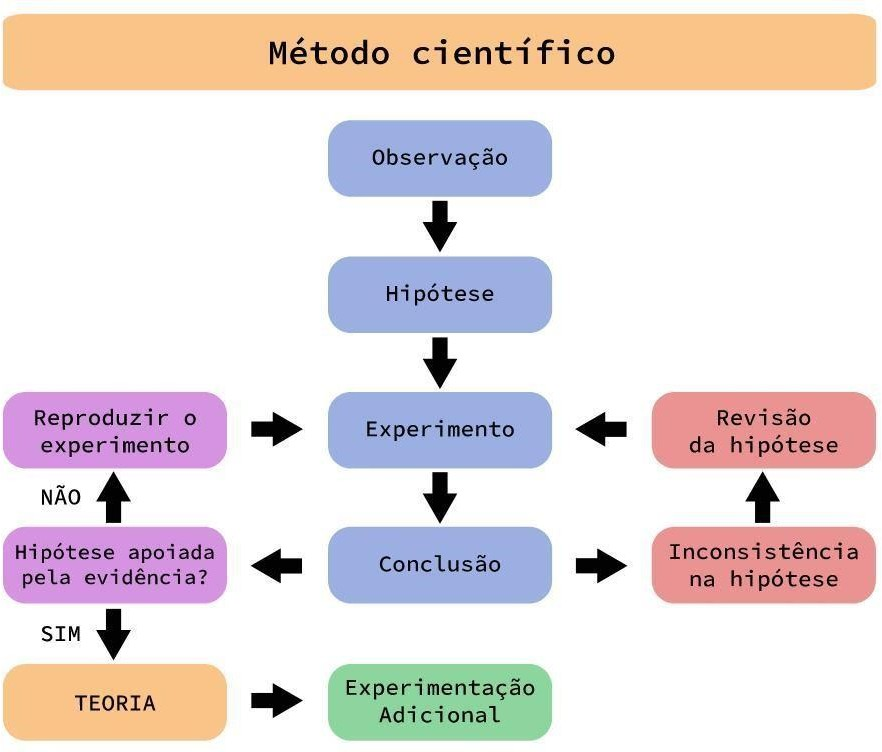 Método científico
Observação
Hipótese
Reproduzir o
experimento
Experimento
Revisão
da hipótese
NÃO
Hipótese apoiada
pela evidência?
Conclusão
Inconsistência
na hipótese
SIM
TEORIA
Experimentação
Adicional